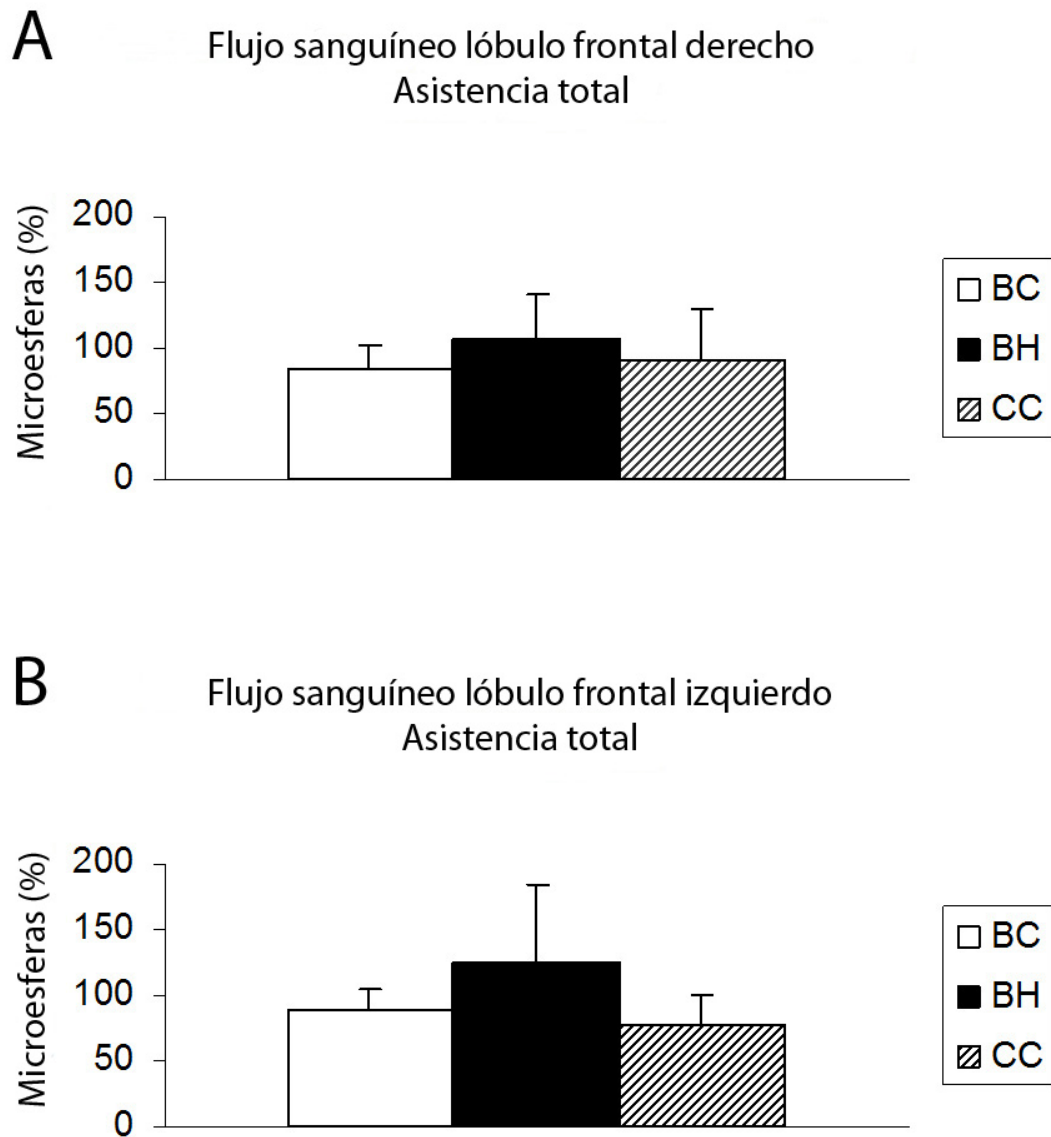 A
Flujo sanguíneo lóbulo frontal derecho
Asistencia total
Microesferas (%)
200
150
100
50
0
BC
BH
CC
B
Flujo sanguíneo lóbulo frontal izquierdo
Asistencia total
Microesferas (%)
200
150
100
50
0
BC
BH
CC